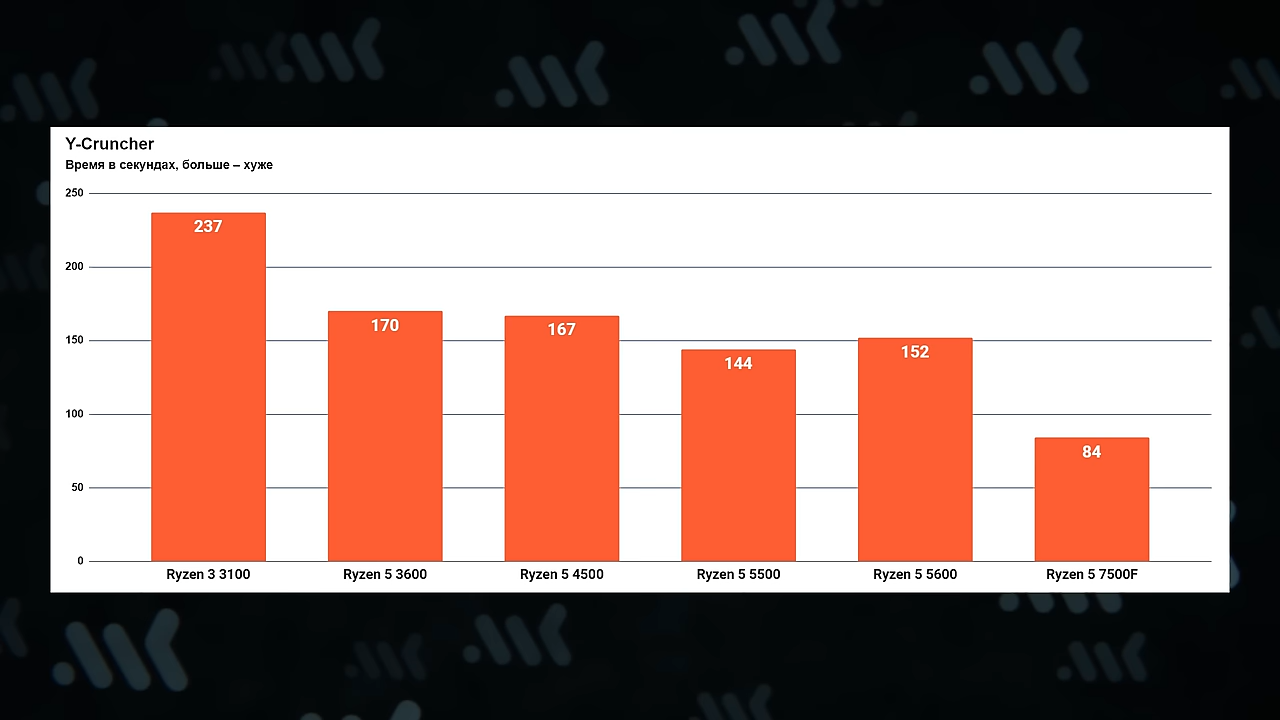 Y-Cruncher
Время в секундах, больше – хуже
250
200
150
100
50
0
237
170
167
144
152
84
Ryzen 3 3100
Ryzen 5 3600
Ryzen 5 4500
Ryzen 5 5500
Ryzen 5 5600
Ryzen 5 7500F